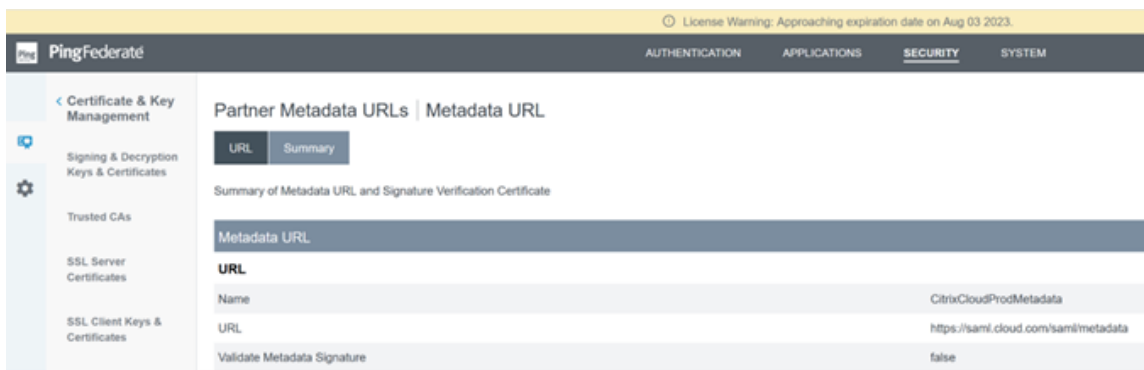 License Warning: Approaching expiration date on Aug 03 2023.
Ping
PingFederate
AUTHENTICATION APPLICATIONS SECURITY SYSTEM
Certificate & Key
Management
Signing & Decryption
Keys & Certificates
Trusted CAs
SSL Server
Certificates
SSL Client Keys &
Certificates
Partner Metadata URLs | Metadata URL
URL Summary
Summary of Metadata URL and Signature Verification Certificate
Metadata URL
URL
Name CitrixCloudProdMetadata
URL https://saml.cloud.com/saml/metadata
Validate Metadata Signature false